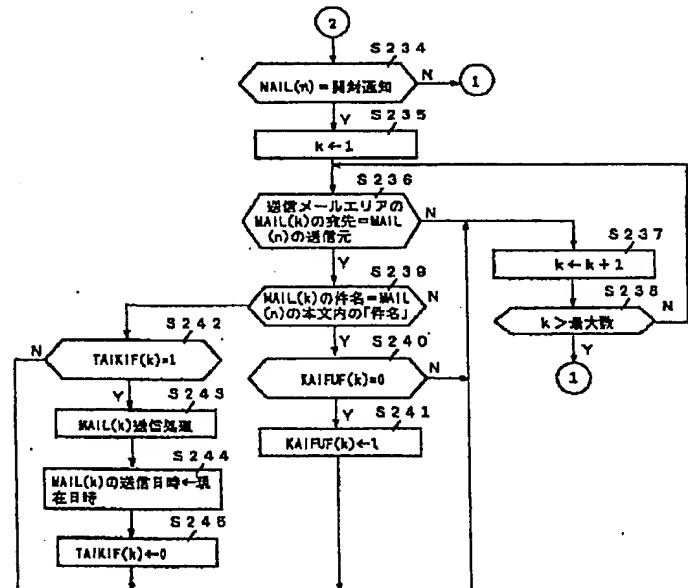 2
S234
MAIL(n)=開封通知
N
1
Y
S235
k←1
S236
送信メールエリアの
MAIL(k)の宛先=MAIL
(n)の送信元
N
Y
S237
k←k+1
S238
k>最大数
N
Y
1
S239
MAIL(k)の件名=MAIL
(n)の本文内の「件名」
N
Y
S240
KAIFUF(k)=0
N
Y
S241
KAIFUF(k)←1
S242
TAIKIF(k)=1
N
Y
S243
MAIL(k)送信処理
S244
MAIL(k)の送信日時←現
在日時
S245
TAIKIF(k)←0